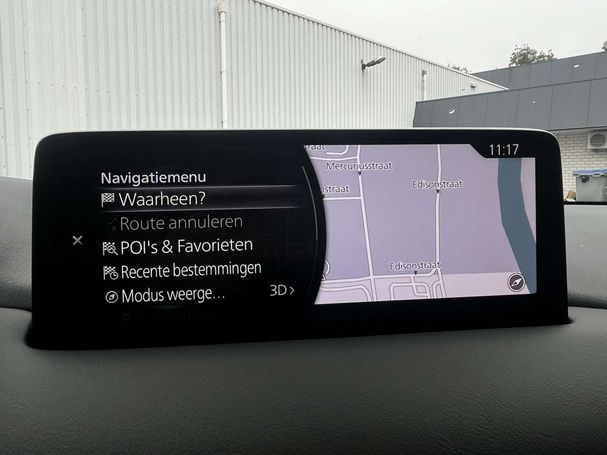 Navigatiemenu
Waarheen?
Route annuleren
POI's & Favorieten
Recente bestemmingen
Modus weerge... 3D
11:17
Mercuriusstraat
Edisonstraat
Edisonstraat